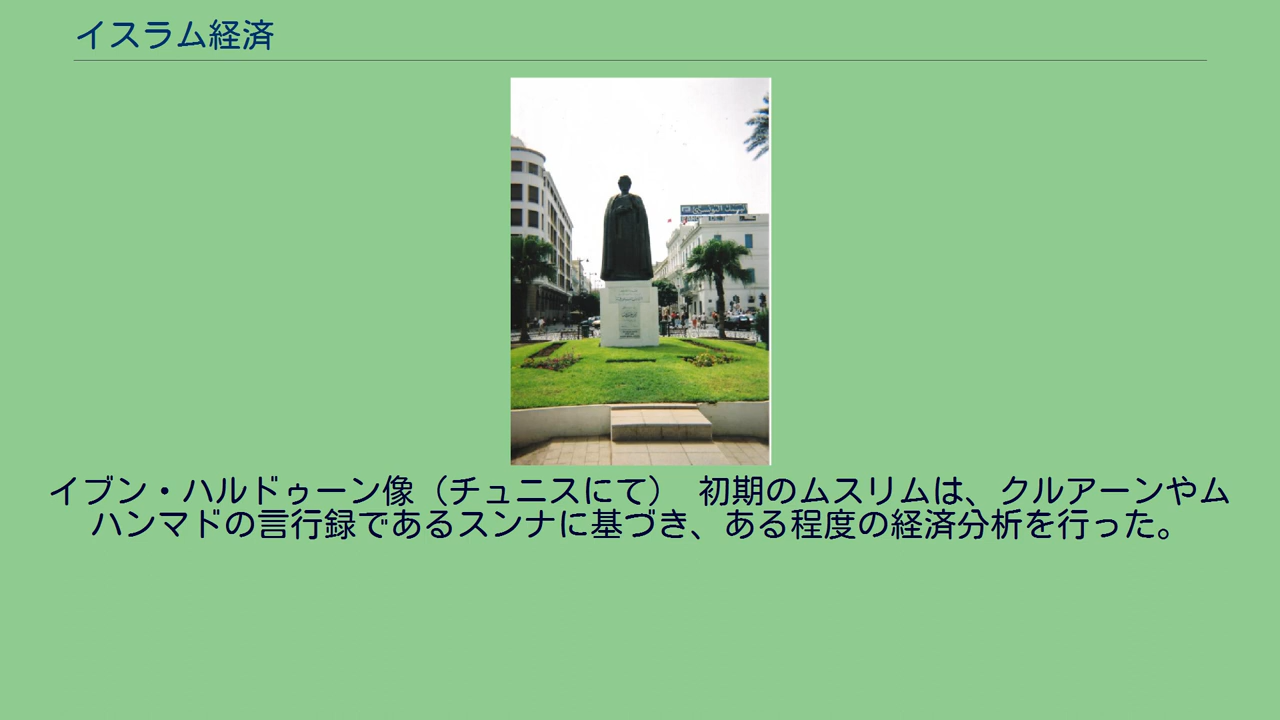 イスラム経済
イブン・ハルドゥーン像（チュニスにて） 初期のムスリムは、クルアーンやム
ハンマドの言行録であるスンナに基づき、ある程度の経済分析を行った。